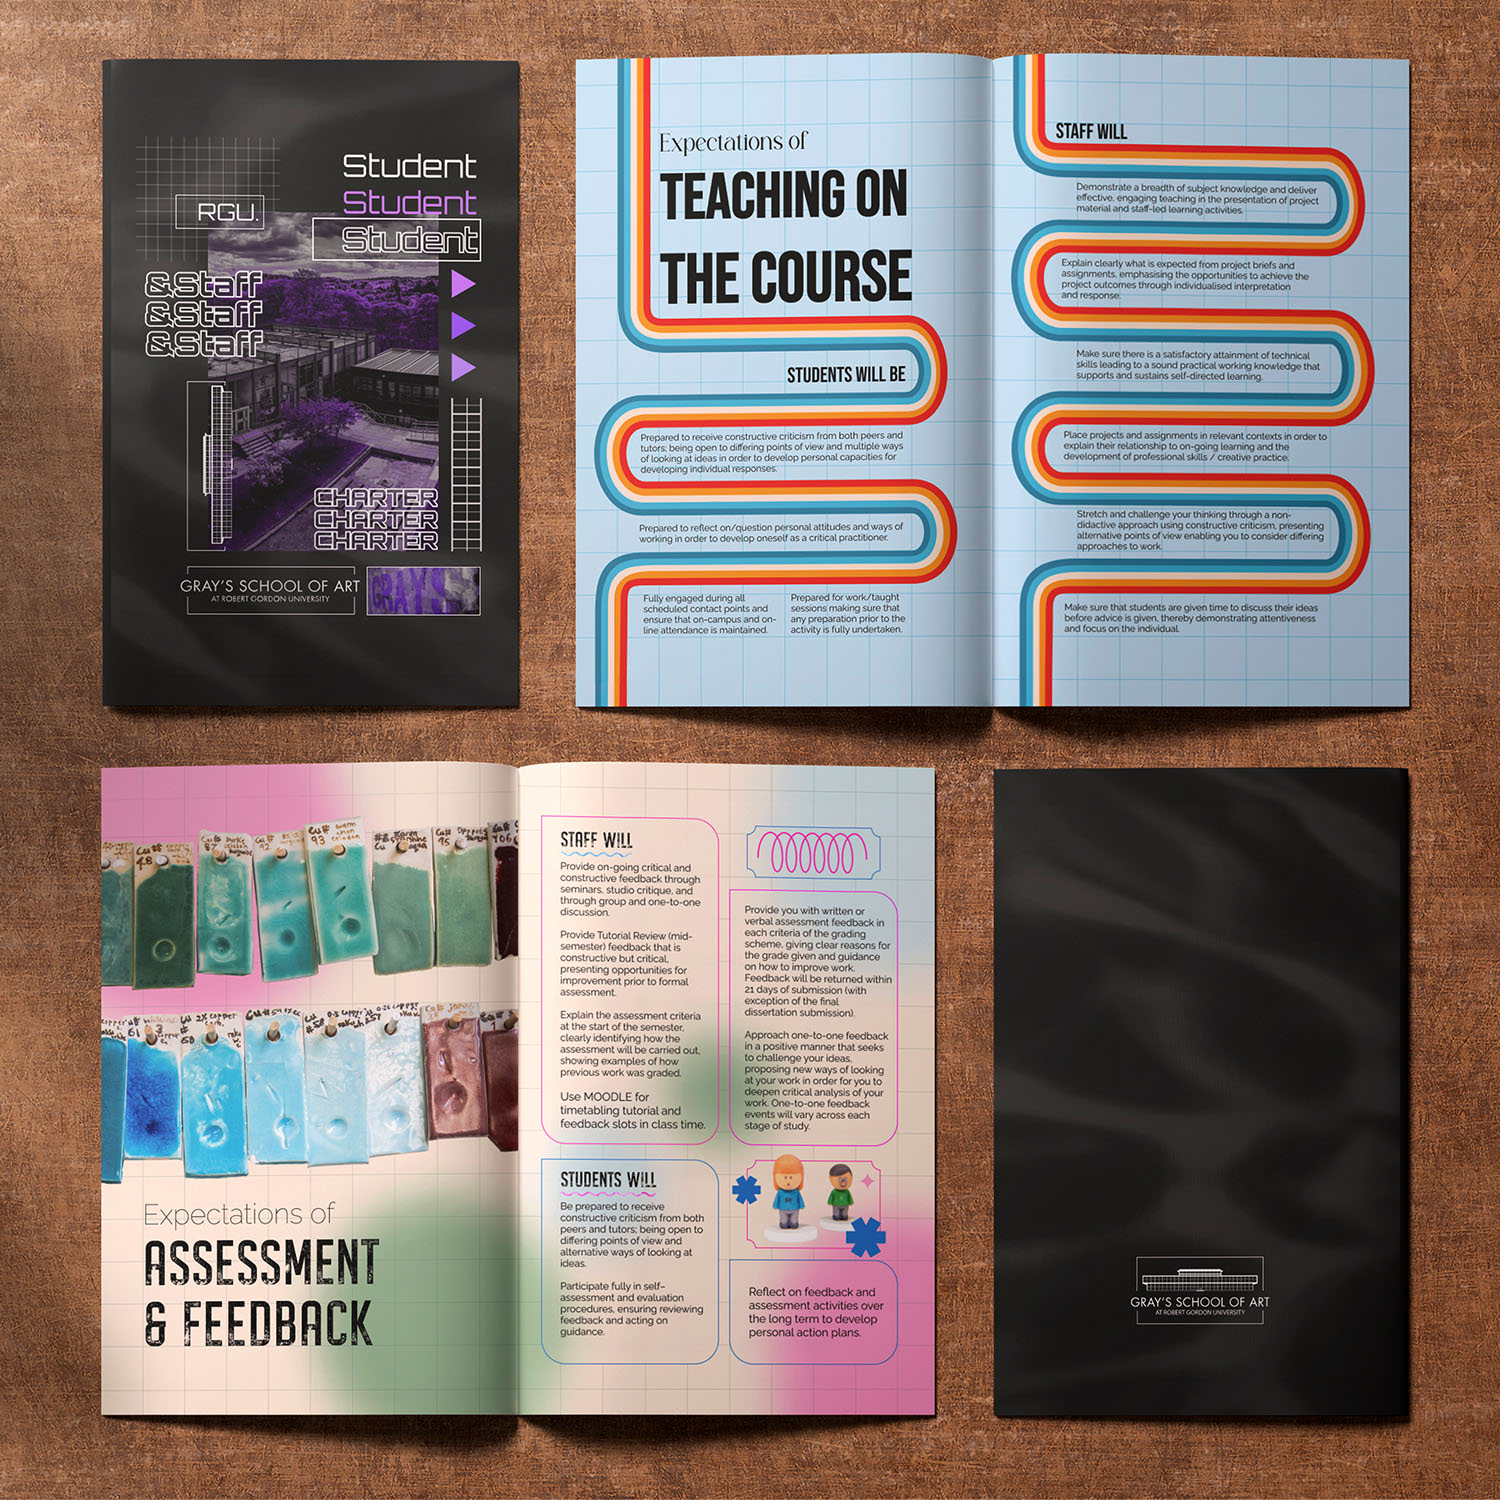 RGU.
Student
Student
Student
&Staff
&Staff
&Staff
CHARTER
CHARTER
CHARTER
GRAY'S SCHOOL OF ART
AT ROBERT GORDON UNIVERSITY
GRAY'S
Expectations of
TEACHING ON
THE COURSE
STUDENTS WILL BE
Prepared to receive constructive criticism from both peers and
tutors; being open to differing points of view and multiple ways
of looking at ideas in order to develop personal capacities for
developing individual responses.
Prepared to reflect on/question personal attitudes and ways of
working in order to develop oneself as a critical practitioner.
Fully engaged during all
scheduled contact points and
ensure that on-campus and on-
line attendance is maintained.
Prepared for work/taught
sessions making sure that
any preparation prior to the
activity is fully undertaken.
STAFF WILL
Demonstrate a breadth of subject knowledge and deliver
effective, engaging teaching in the presentation of project
material and staff-led learning activities.
Explain clearly what is expected from project briefs and
assignments, emphasising the opportunities to achieve the
project outcomes through individualised interpretation
and response.
Make sure there is a satisfactory attainment of technical
skills leading to a sound practical working knowledge that
supports and sustains self-directed learning.
Place projects and assignments in relevant contexts in order to
explain their relationship to on-going learning and the
development of professional skills / creative practice.
Stretch and challenge your thinking through a non-
didactive approach using constructive criticism, presenting
alternative points of view enabling you to consider differing
approaches to work.
Make sure that students are given time to discuss their ideas
before advice is given, thereby demonstrating attentiveness
and focus on the individual.
Expectations of
ASSESSMENT
& FEEDBACK
STAFF WILL
Provide on-going critical and
constructive feedback through
seminars, studio critique, and
through group and one-to-one
discussion.
Provide Tutorial Review (mid-
semester) feedback that is
constructive but critical,
presenting opportunities for
improvement prior to formal
assessment.
Explain the assessment criteria
at the start of the semester,
clearly identifying how the
assessment will be carried out,
showing examples of how
previous work was graded.
Use MOODLE for
timetabling tutorial and
feedback slots in class time.
Provide you with written or
verbal assessment feedback in
each criteria of the grading
scheme, giving clear reasons for
the grade given and guidance
on how to improve work.
Feedback will be returned within
21 days of submission (with
exception of the final
dissertation submission).
Approach one-to-one feedback
in a positive manner that seeks
to challenge your ideas,
proposing new ways of looking
at your work in order for you to
deepen critical analysis of your
work. One-to-one feedback
events will vary across each
stage of study.
STUDENTS WILL
Be prepared to receive
constructive criticism from both
peers and tutors; being open to
differing points of view and
alternative ways of looking at
ideas.
Participate fully in self-
assessment and evaluation
procedures, ensuring reviewing
feedback and acting on
guidance.
Reflect on feedback and
assessment activities over
the long term to develop
personal action plans.
GRAY'S SCHOOL OF ART
AT ROBERT GORDON UNIVERSITY